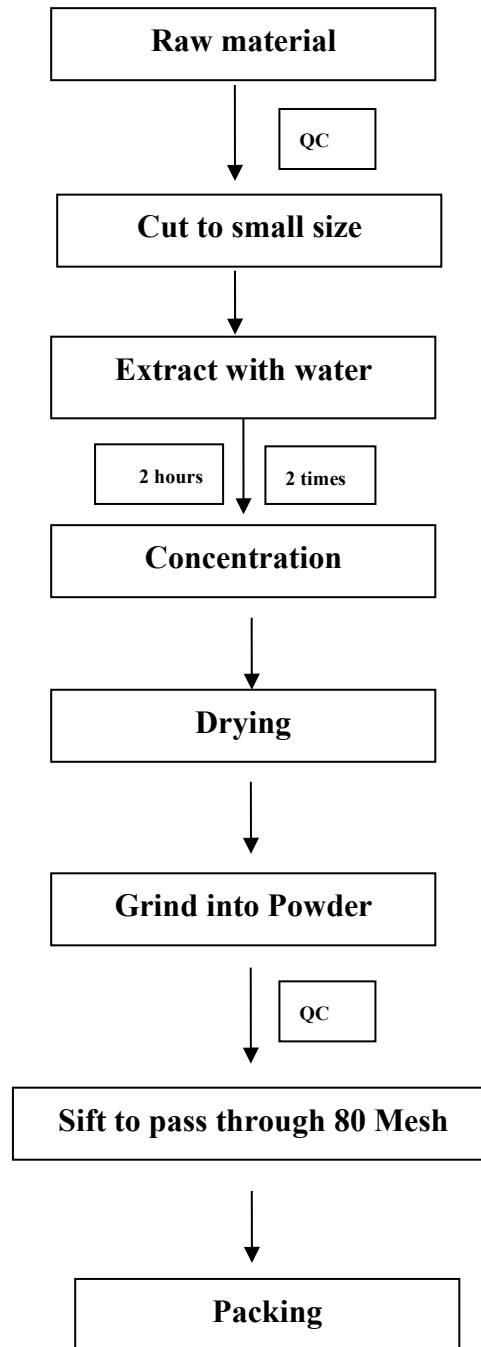 Raw material
QC
Cut to small size
Extract with water
2 hours
2 times
Concentration
Drying
Grind into Powder
QC
Sift to pass through 80 Mesh
Packing